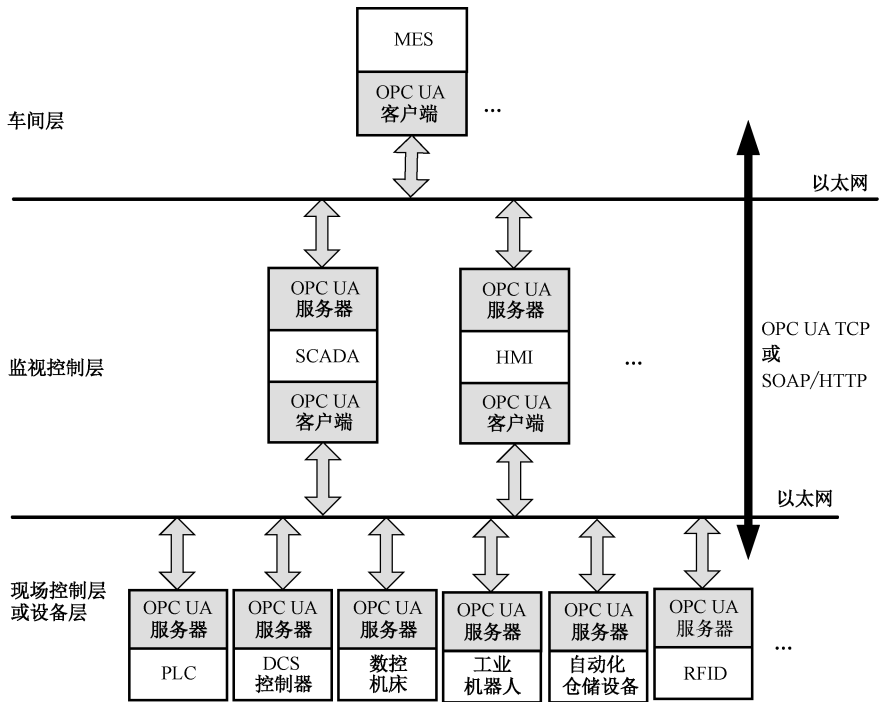 MES
OPC UA
客户端
...
车间层
以太网
OPC UA
服务器
SCADA
OPC UA
客户端
OPC UA
服务器
HMI
OPC UA
客户端
...
监视控制层
OPC UA TCP
或
SOAP/HTTP
以太网
现场控制层
或设备层
OPC UA
服务器
PLC
OPC UA
服务器
DCS
控制器
OPC UA
服务器
数控
机床
OPC UA
服务器
工业
机器人
OPC UA
服务器
自动化
仓储设备
OPC UA
服务器
RFID
...